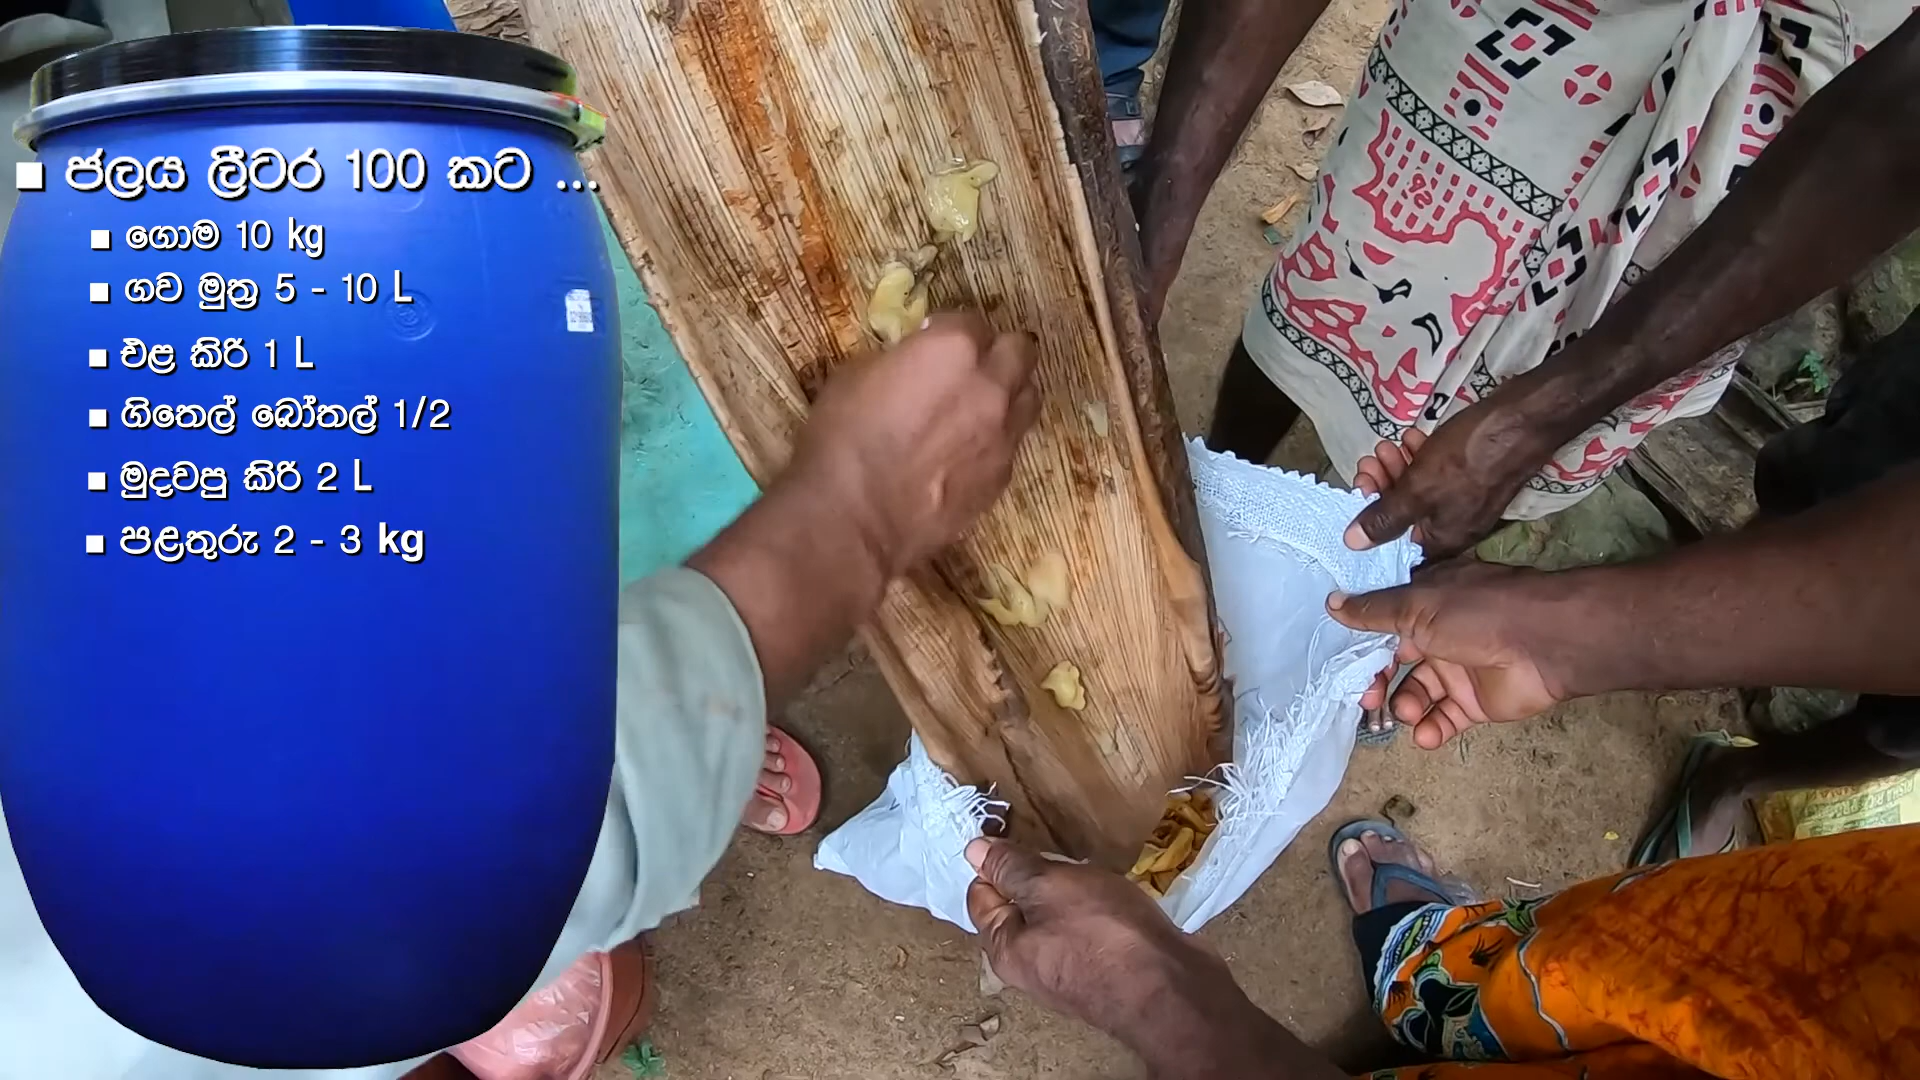 ▪ ජලය ලීටර 100 කට ...
▪ ගොම 10 kg
▪ ගව මුත්‍ර 5 - 10 L
▪ එළ කිරි 1 L
▪ ගිතෙල් බෝතල් 1/2
▪ මුදවපු කිරි 2 L
▪ පළතුරු 2 - 3 kg